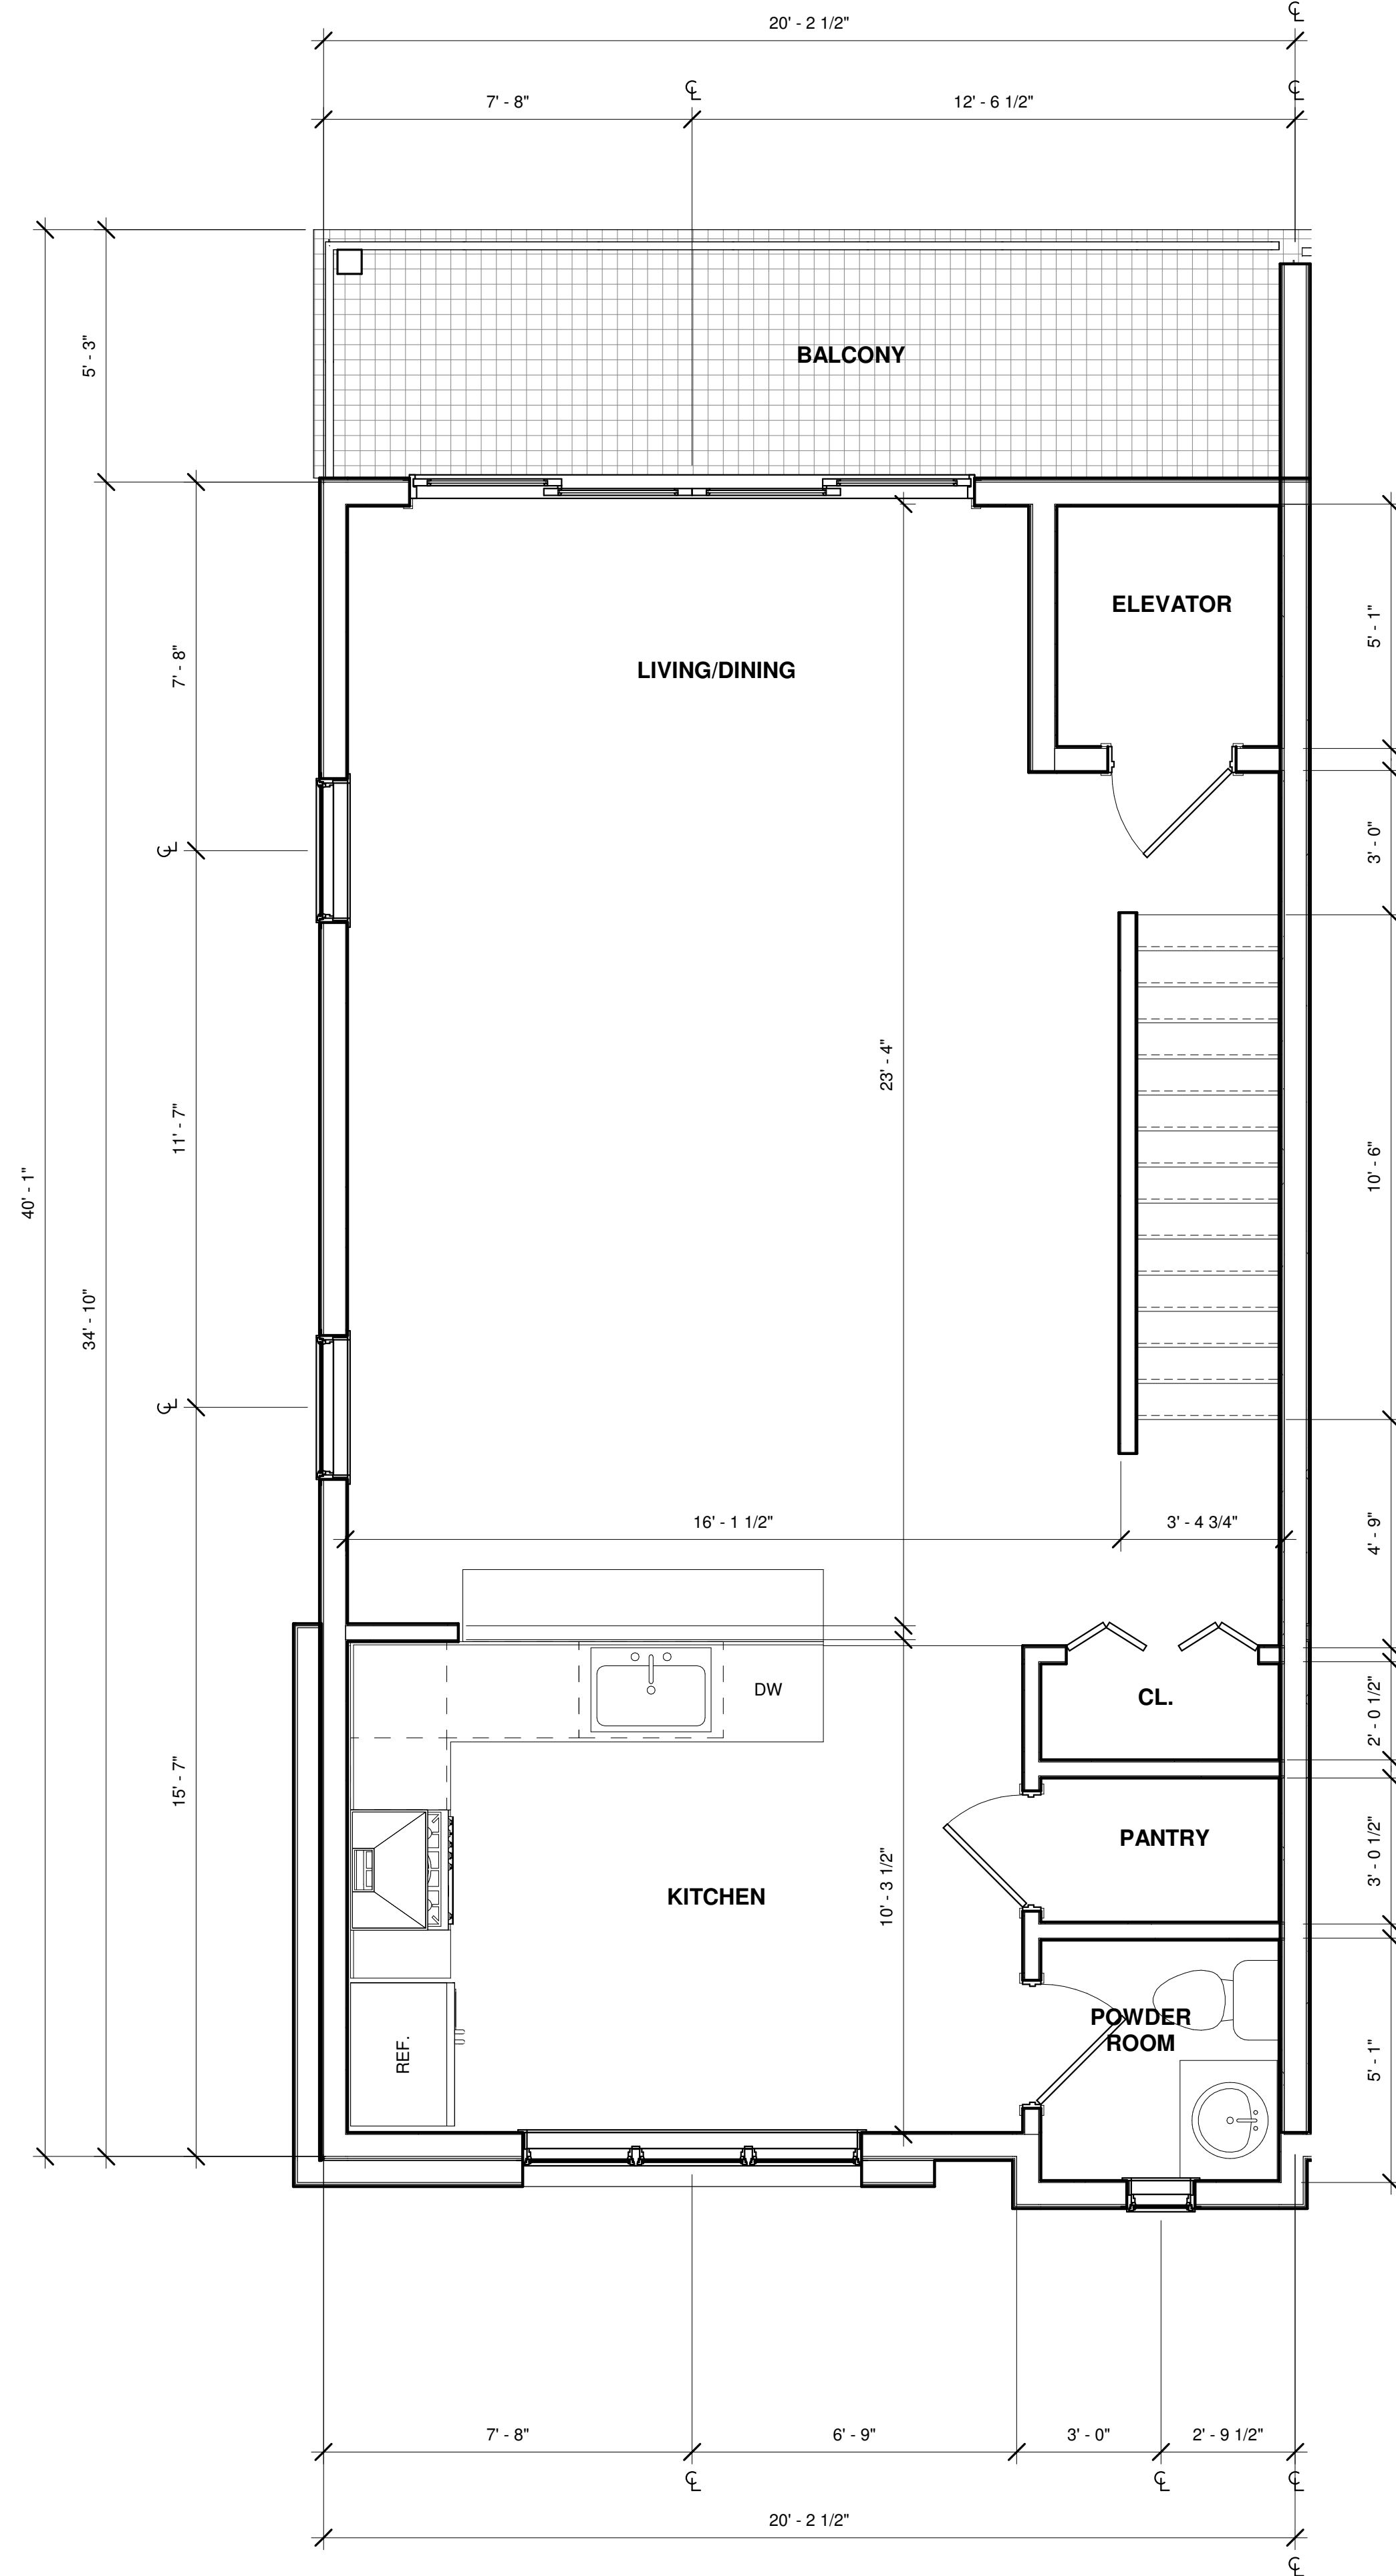 ℄
20' - 2 1/2"
℄ ℄
7' - 8" 12' - 6 1/2"
5' - 3"
BALCONY
ELEVATOR
5' - 1"
LIVING/DINING
7' - 8"
3' - 0"
℄
23' - 4"
11' - 7"
10' - 6"
40' - 1"
34' - 10"
℄
16' - 1 1/2" 3' - 4 3/4"
4' - 9"
DW
CL.
2' - 0 1/2"
15' - 7"
PANTRY
3' - 0 1/2"
KITCHEN
10' - 3 1/2"
POWDER
ROOM
REF.
5' - 1"
7' - 8" 6' - 9" 3' - 0" 2' - 9 1/2"
℄ ℄ ℄
20' - 2 1/2"
℄